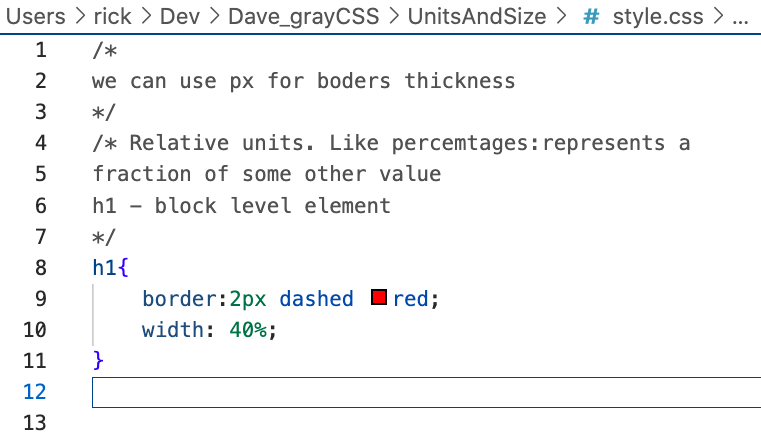 Users > rick > Dev > Dave_grayCSS > UnitsAndSize > # style.css > ...
1 /*
2 we can use px for boders thickness
3 */
4 /* Relative units. Like percemtages:represents a
5 fraction of some other value
6 h1 - block level element
7 */
8 h1{
9 border:2px dashed red;
10 width: 40%;
11 }
12
13